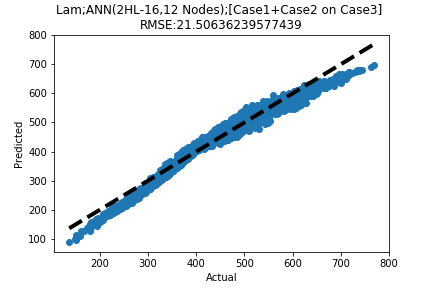 Lam;ANN(2HL-16,12 Nodes);[Case1+Case2 on Case3]
RMSE:21.50636239577439
800
700
600
500
400
300
200
100
Predicted
200 300 400 500 600 700 800
Actual